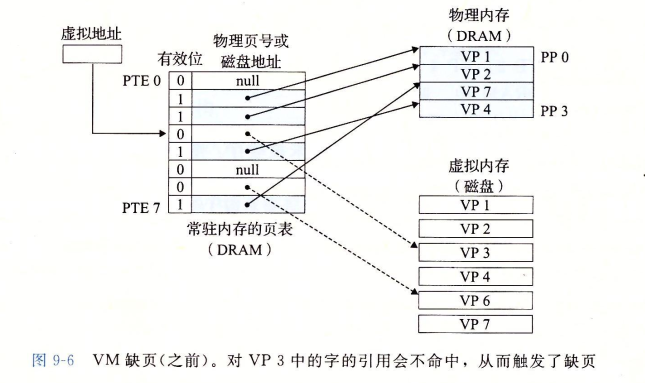 虚拟地址
物理页号或
有效位 磁盘地址
PTE 0 0 null
1
1
0
1
0 null
0
PTE 7 1
常驻内存的页表
(DRAM)
物理内存
(DRAM)
VP 1 PP 0
VP 2
VP 7
VP 4 PP 3
虚拟内存
(磁盘)
VP 1
VP 2
VP 3
VP 4
VP 6
VP 7
图 9-6 VM 缺页(之前)。对 VP 3 中的字的引用会不命中，从而触发了缺页